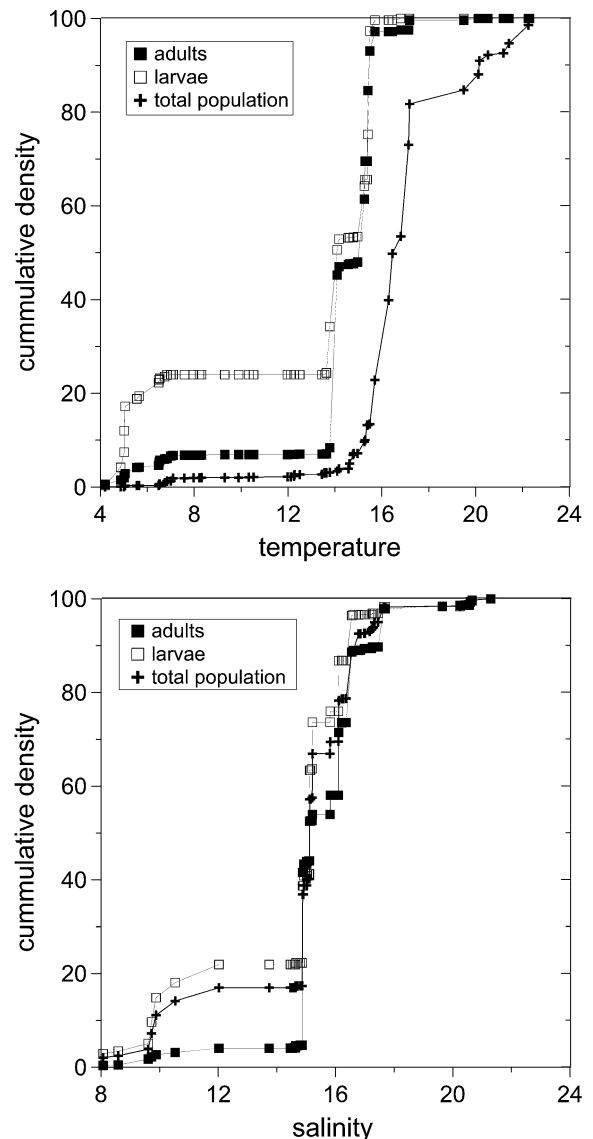 100
80
60
40
20
0
cummulative density
adults
larvae
total population
4 8 12 16 20 24
temperature
100
80
60
40
20
0
cummulative density
adults
larvae
total population
8 12 16 20 24
salinity